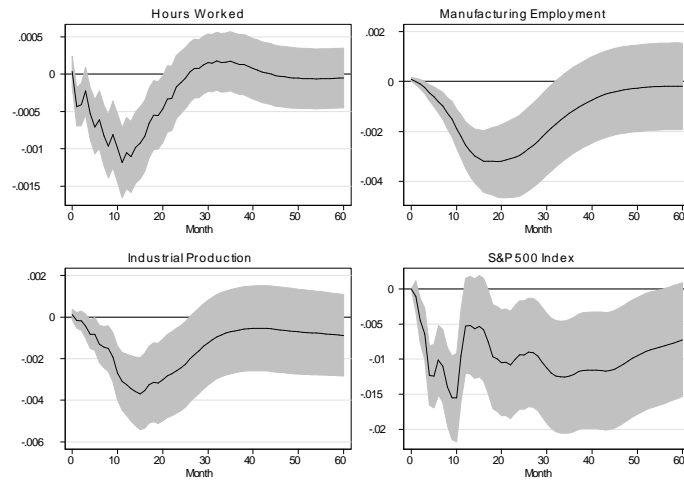 Hours Worked
.0005
0
-.0005
-.001
-.0015
0 10 20 30 40 50 60
Month
Manufacturing Employment
.002
0
-.002
-.004
0 10 20 30 40 50 60
Month
Industrial Production
.002
0
-.002
-.004
-.006
0 10 20 30 40 50 60
Month
S&P 500 Index
0
-.005
-.01
-.015
-.02
0 10 20 30 40 50 60
Month